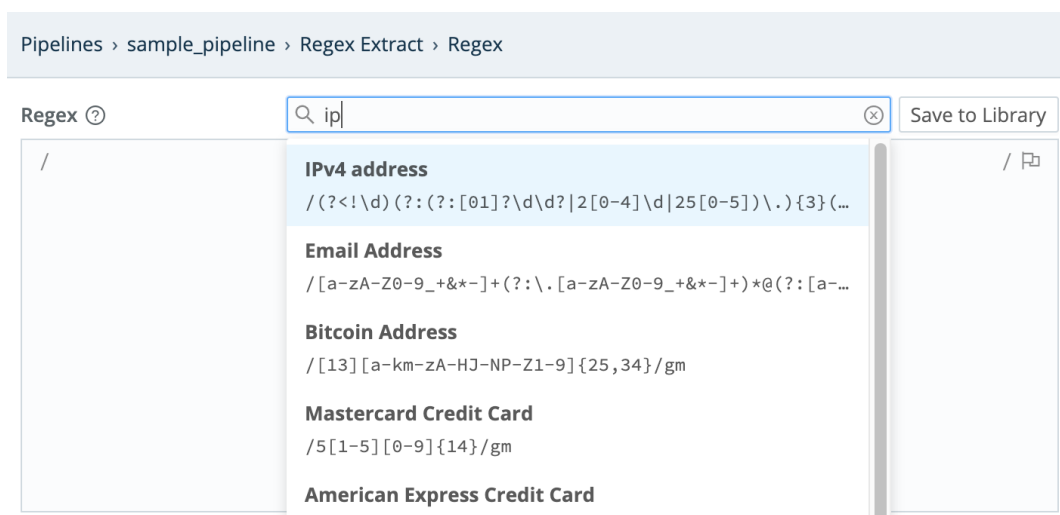 Pipelines › sample_pipeline › Regex Extract › Regex
Regex ? ip Save to Library
/ /
IPv4 address
/(?<!\d)(?:(?:[01]?\d\d?|2[0-4]\d|25[0-5])\.){3}(…
Email Address
/[a-zA-Z0-9_+&*-]+(?:\.[a-zA-Z0-9_+&*-]+)*@(?:[a-…
Bitcoin Address
/[13][a-km-zA-HJ-NP-Z1-9]{25,34}/gm
Mastercard Credit Card
/5[1-5][0-9]{14}/gm
American Express Credit Card